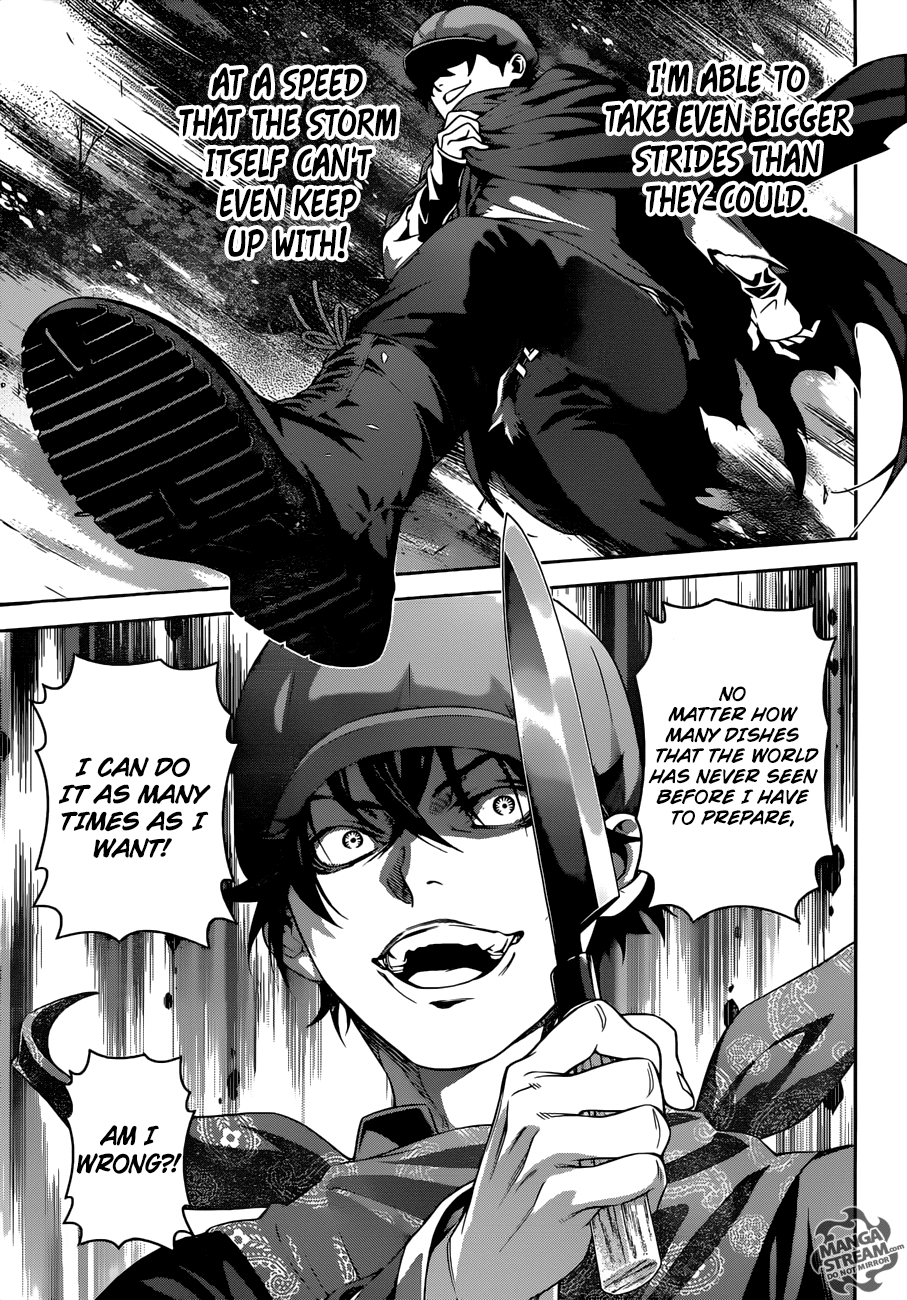 I'M ABLE TO
TAKE EVEN BIGGER
STRIDES THAN
THEY COULD.
AT A SPEED
THAT THE STORM
ITSELF CAN'T
EVEN KEEP
UP WITH!
NO
MATTER HOW
MANY DISHES
THAT THE WORLD
HAS NEVER SEEN
BEFORE I HAVE
TO PREPARE,
I CAN DO
IT AS MANY
TIMES AS I
WANT!
AM I
WRONG?!
MANGA
STREAM.COM
DO NOT MIRROR!